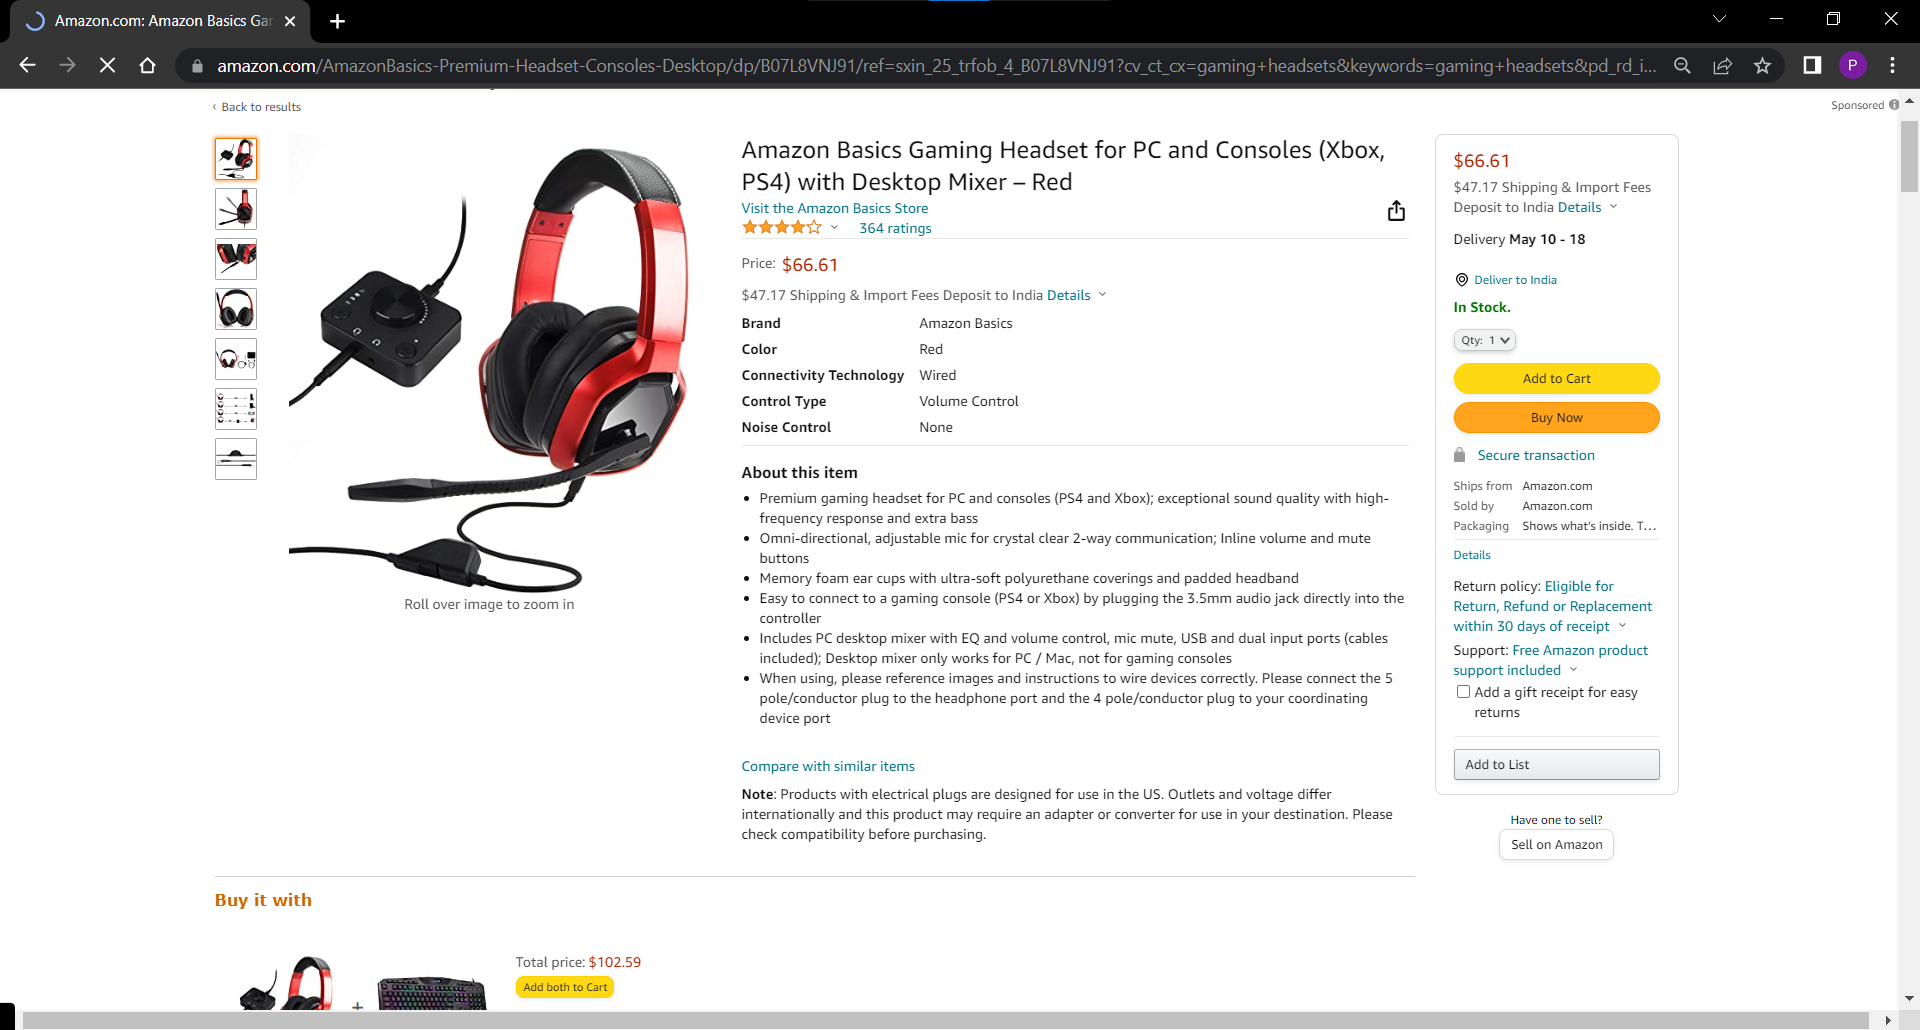 Amazon.com: Amazon Basics Gar
amazon.com/AmazonBasics-Premium-Headset-Consoles-Desktop/dp/B07L8VNJ91/ref=sxin_25_trfob_4_B07L8VNJ91?cv_ct_cx=gaming+headsets&keywords=gaming+headsets&pd_rd_i...
P
‹ Back to results
Sponsored
Amazon Basics Gaming Headset for PC and Consoles (Xbox,
PS4) with Desktop Mixer – Red
Visit the Amazon Basics Store
364 ratings
Price: $66.61
$47.17 Shipping & Import Fees Deposit to India Details
Brand Amazon Basics
Color Red
Connectivity Technology Wired
Control Type Volume Control
Noise Control None
About this item
• Premium gaming headset for PC and consoles (PS4 and Xbox); exceptional sound quality with high-
frequency response and extra bass
• Omni-directional, adjustable mic for crystal clear 2-way communication; Inline volume and mute
buttons
• Memory foam ear cups with ultra-soft polyurethane coverings and padded headband
• Easy to connect to a gaming console (PS4 or Xbox) by plugging the 3.5mm audio jack directly into the
controller
• Includes PC desktop mixer with EQ and volume control, mic mute, USB and dual input ports (cables
included); Desktop mixer only works for PC / Mac, not for gaming consoles
• When using, please reference images and instructions to wire devices correctly. Please connect the 5
pole/conductor plug to the headphone port and the 4 pole/conductor plug to your coordinating
device port
Compare with similar items
Note: Products with electrical plugs are designed for use in the US. Outlets and voltage differ
internationally and this product may require an adapter or converter for use in your destination. Please
check compatibility before purchasing.
Roll over image to zoom in
$66.61
$47.17 Shipping & Import Fees
Deposit to India Details
Delivery May 10 - 18
Deliver to India
In Stock.
Qty: 1
Add to Cart
Buy Now
Secure transaction
Ships from Amazon.com
Sold by Amazon.com
Packaging Shows what's inside. T...
Details
Return policy: Eligible for
Return, Refund or Replacement
within 30 days of receipt
Support: Free Amazon product
support included
Add a gift receipt for easy
returns
Add to List
Have one to sell?
Sell on Amazon
Buy it with
+
Total price: $102.59
Add both to Cart